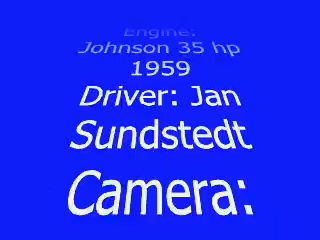 Engine:
Johnson 35 hp
1959
Driver: Jan
Sundstedt
Camera: